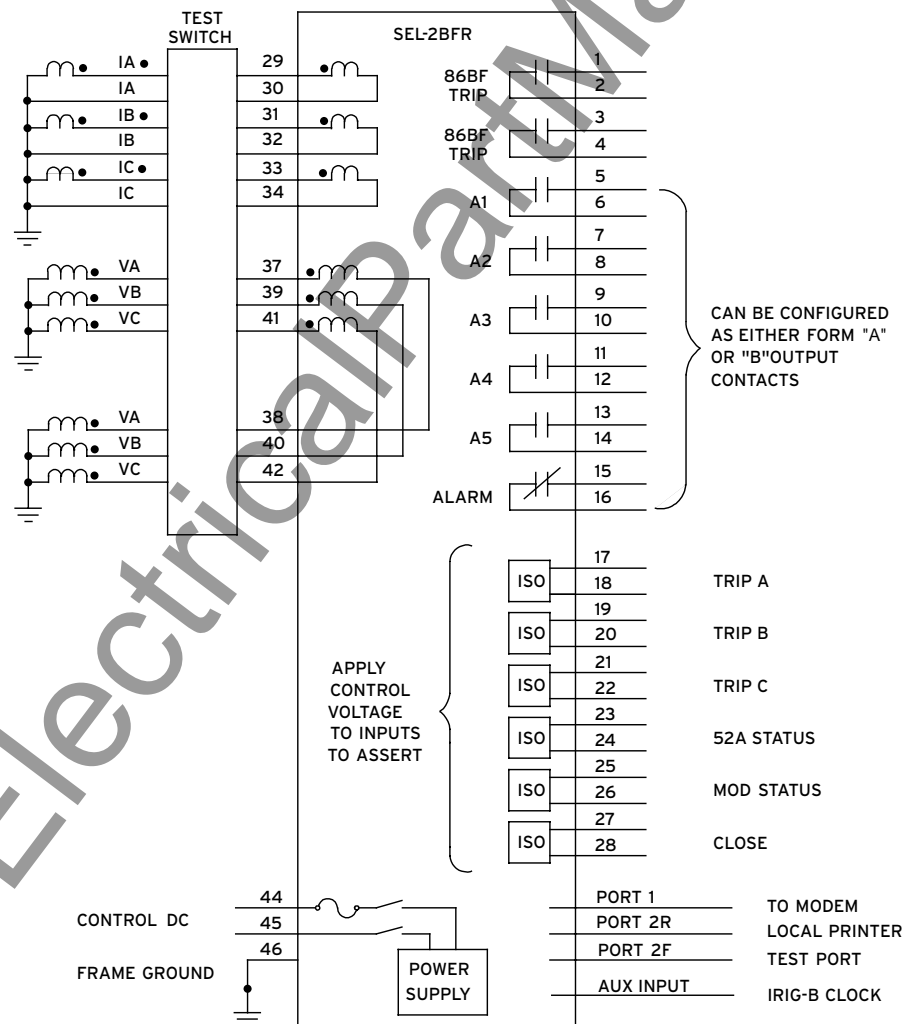 TEST
SWITCH
SEL-2BFR
IA
IA
IB
IB
IC
IC
VA
VB
VC
VA
VB
VC
29
30
31
32
33
34
37
39
41
38
40
42
86BF
TRIP
86BF
TRIP
A1
A2
A3
A4
A5
ALARM
1
2
3
4
5
6
7
8
9
10
11
12
13
14
15
16
CAN BE CONFIGURED
AS EITHER FORM "A"
OR "B"OUTPUT
CONTACTS
APPLY
CONTROL
VOLTAGE
TO INPUTS
TO ASSERT
ISO
ISO
ISO
ISO
ISO
ISO
17
18
19
20
21
22
23
24
25
26
27
28
TRIP A
TRIP B
TRIP C
52A STATUS
MOD STATUS
CLOSE
CONTROL DC
FRAME GROUND
44
45
46
POWER
SUPPLY
PORT 1
PORT 2R
PORT 2F
AUX INPUT
TO MODEM
LOCAL PRINTER
TEST PORT
IRIG-B CLOCK
ElectricalPartMa